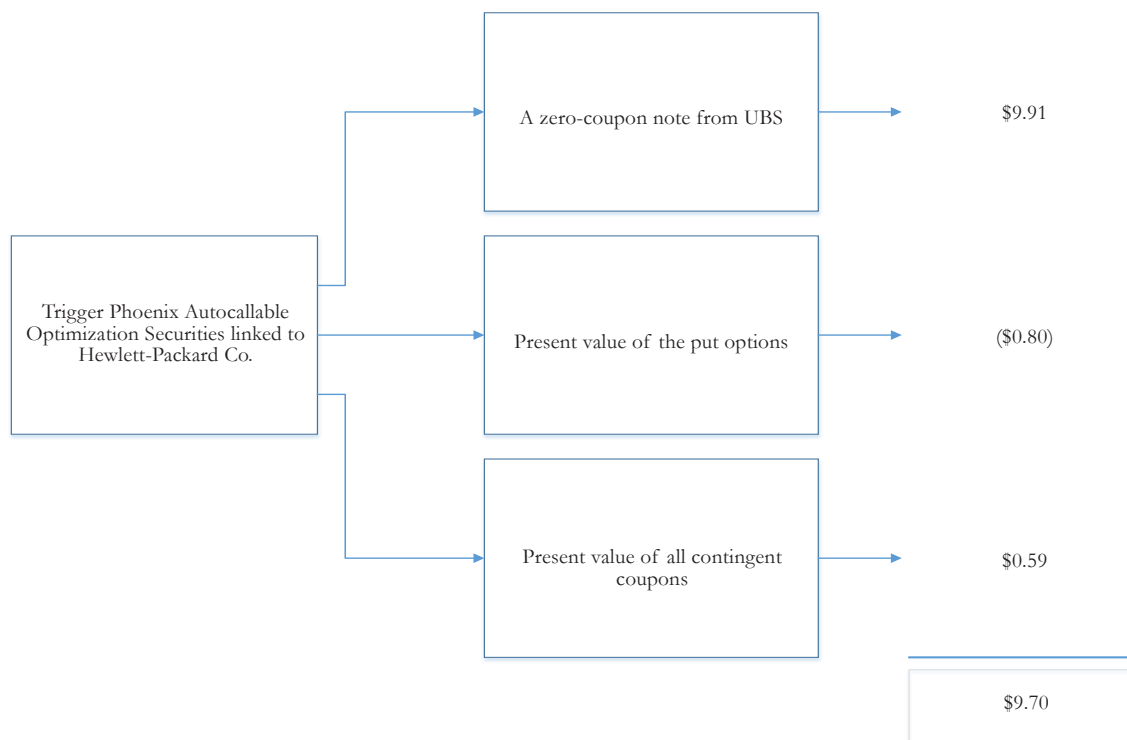 A zero-coupon note from UBS
$9.91
Trigger Phoenix Autocallable
Optimization Securities linked to
Hewlett-Packard Co.
Present value of the put options
($0.80)
Present value of all contingent
coupons
$0.59
$9.70